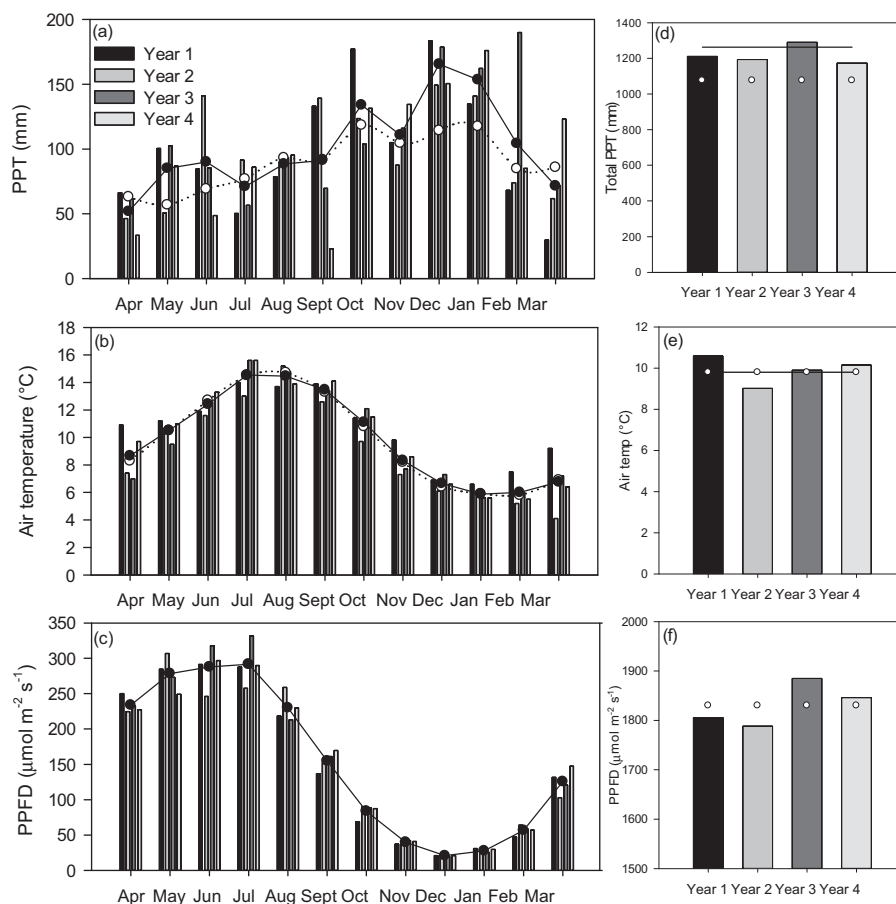 (a)
Year 1
Year 2
Year 3
Year 4
PPT (mm)
200
150
100
50
0
Apr May Jun Jul Aug Sept Oct Nov Dec Jan Feb Mar
(d)
Total PPT (mm)
1400
1200
1000
800
600
400
200
0
Year 1 Year 2 Year 3 Year 4
(b)
Air temperature (°C)
18
16
14
12
10
8
6
4
2
0
Apr May Jun Jul Aug Sept Oct Nov Dec Jan Feb Mar
(e)
Air temp (°C)
12
10
8
6
4
2
0
Year 1 Year 2 Year 3 Year 4
(c)
PPFD (μmol m⁻² s⁻¹)
350
300
250
200
150
100
50
0
Apr May Jun Jul Aug Sept Oct Nov Dec Jan Feb Mar
(f)
PPFD (μmol m⁻² s⁻¹)
2000
1900
1800
1700
1600
1500
Year 1 Year 2 Year 3 Year 4